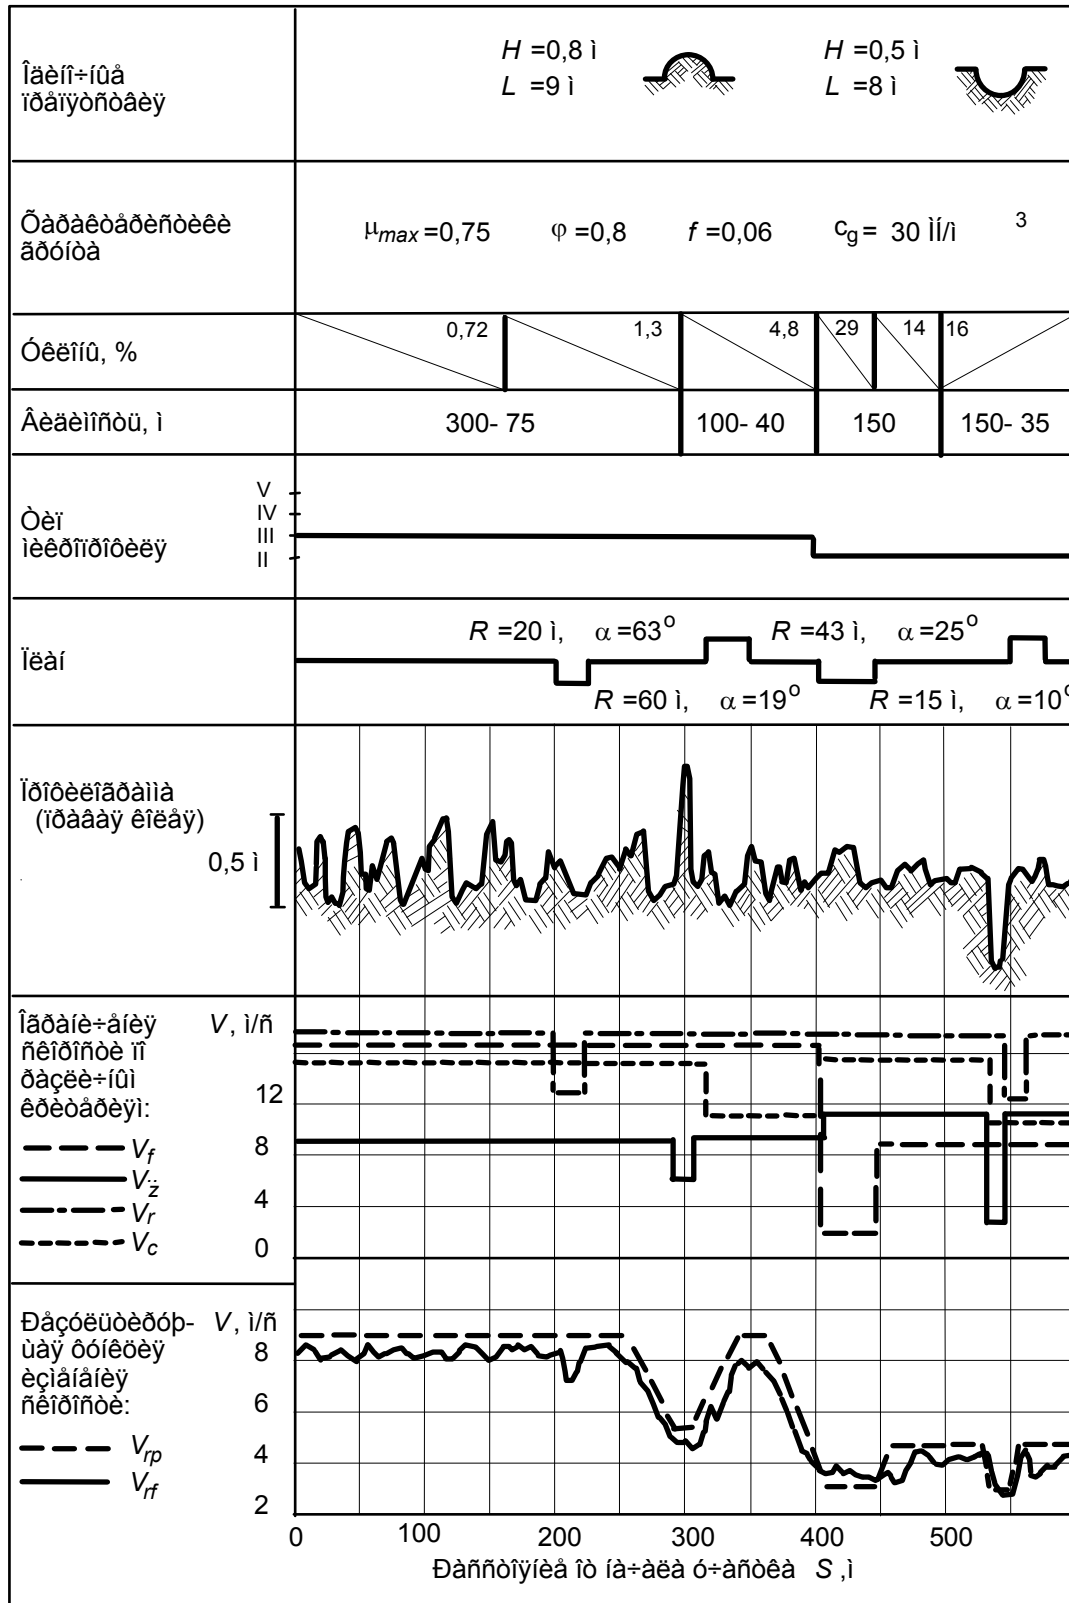 Îäèíî÷íûå
ïðåïÿòñòâèÿ
H =0,8 ì
L =9 ì
H =0,5 ì
L =8 ì
Õàðàêòåðèñòèêè
ãðóíòà
μmax =0,75 φ =0,8 f =0,06 cg = 30 ÌÍ/ì 3
Óêëîíû, %
0,72 1,3 4,8 29 14 16
Âèäèìîñòü, ì
300- 75 100- 40 150 150- 35
Òèï
ìèêðîïðîôèëÿ
V
IV
III
II
Ïëàí
R =20 ì, α =63º R =43 ì, α =25º
R =60 ì, α =19º R =15 ì, α =10º
Ïðîôèëîãðàììà
(ïðàâàÿ êîëåÿ)
0,5 ì
Îãðàíè÷åíèÿ
ñêîðîñòè ïî
ðàçëè÷íûì
êðèòåðèÿì:
V, ì/ñ
12
8
4
0
Vf
Vz̈
Vr
Vc
Ðåçóëüòèðóþ-
ùàÿ ôóíêöèÿ
èçìåíåíèÿ
ñêîðîñòè:
V, ì/ñ
8
6
4
2
Vrp
Vrf
0 100 200 300 400 500
Ðàññòîÿíèå îò íà÷àëà ó÷àñòêà S ,ì